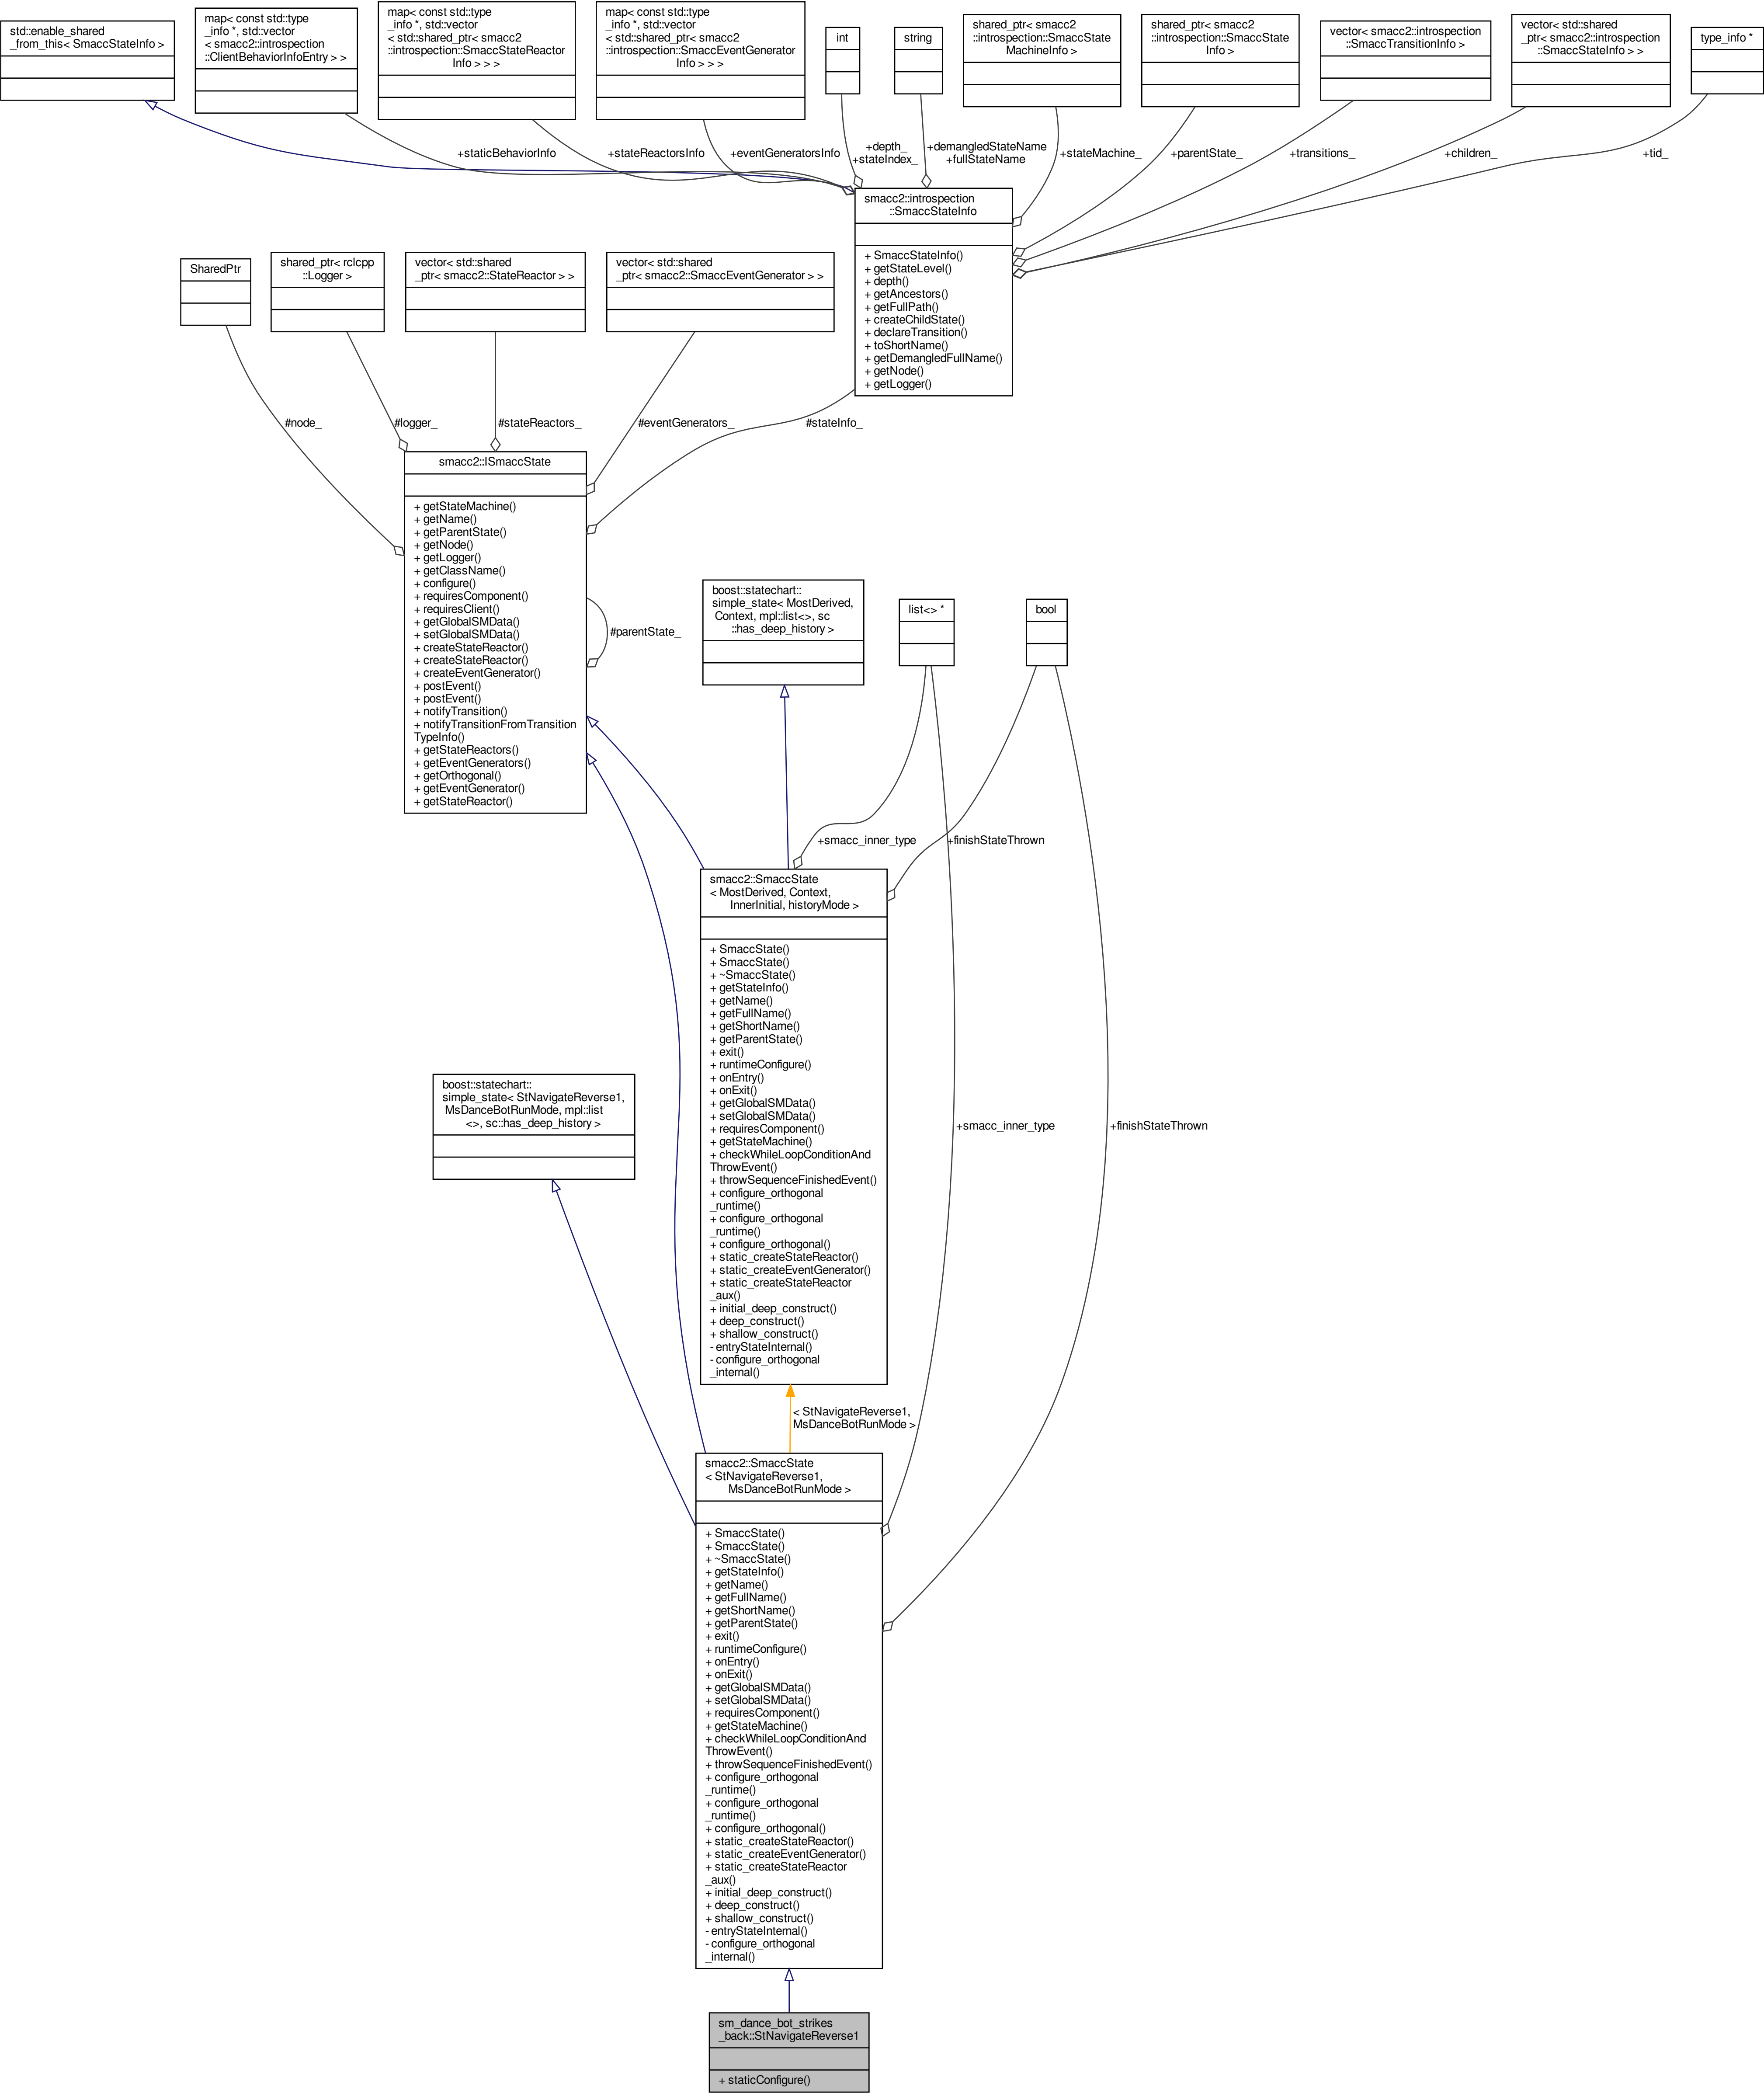 std::enable_shared
_from_this< SmaccStateInfo >
map< const std::type
_info *, std::vector
< smacc2::introspection
::ClientBehaviorInfoEntry > >
map< const std::type
_info *, std::vector
< std::shared_ptr< smacc2
::introspection::SmaccStateReactor
Info > > >
map< const std::type
_info *, std::vector
< std::shared_ptr< smacc2
::introspection::SmaccEventGenerator
Info > > >
int
string
shared_ptr< smacc2
::introspection::SmaccState
MachineInfo >
shared_ptr< smacc2
::introspection::SmaccState
Info >
vector< smacc2::introspection
::SmaccTransitionInfo >
vector< std::shared
_ptr< smacc2::introspection
::SmaccStateInfo > >
type_info *
+staticBehaviorInfo
+stateReactorsInfo
+eventGeneratorsInfo
+depth_
+stateIndex_
+demangledStateName
+fullStateName
+stateMachine_
+parentState_
+transitions_
+children_
+tid_
smacc2::introspection
::SmaccStateInfo
+ SmaccStateInfo()
+ getStateLevel()
+ depth()
+ getAncestors()
+ getFullPath()
+ createChildState()
+ declareTransition()
+ toShortName()
+ getDemangledFullName()
+ getNode()
+ getLogger()
SharedPtr
shared_ptr< rclcpp
::Logger >
vector< std::shared
_ptr< smacc2::StateReactor > >
vector< std::shared
_ptr< smacc2::SmaccEventGenerator > >
#node_
#logger_
#stateReactors_
#eventGenerators_
#stateInfo_
smacc2::ISmaccState
+ getStateMachine()
+ getName()
+ getParentState()
+ getNode()
+ getLogger()
+ getClassName()
+ configure()
+ requiresComponent()
+ requiresClient()
+ getGlobalSMData()
+ setGlobalSMData()
+ createStateReactor()
+ createStateReactor()
+ createEventGenerator()
+ postEvent()
+ postEvent()
+ notifyTransition()
+ notifyTransitionFromTransition
TypeInfo()
+ getStateReactors()
+ getEventGenerators()
+ getOrthogonal()
+ getEventGenerator()
+ getStateReactor()
#parentState_
boost::statechart::
simple_state< MostDerived,
Context, mpl::list<>, sc
::has_deep_history >
list<> *
bool
+smacc_inner_type
+finishStateThrown
smacc2::SmaccState
< MostDerived, Context,
InnerInitial, historyMode >
+ SmaccState()
+ SmaccState()
+ ~SmaccState()
+ getStateInfo()
+ getName()
+ getFullName()
+ getShortName()
+ getParentState()
+ exit()
+ runtimeConfigure()
+ onEntry()
+ onExit()
+ getGlobalSMData()
+ setGlobalSMData()
+ requiresComponent()
+ getStateMachine()
+ checkWhileLoopConditionAnd
ThrowEvent()
+ throwSequenceFinishedEvent()
+ configure_orthogonal
_runtime()
+ configure_orthogonal
_runtime()
+ configure_orthogonal()
+ static_createStateReactor()
+ static_createEventGenerator()
+ static_createStateReactor
_aux()
+ initial_deep_construct()
+ deep_construct()
+ shallow_construct()
- entryStateInternal()
- configure_orthogonal
_internal()
boost::statechart::
simple_state< StNavigateReverse1,
MsDanceBotRunMode, mpl::list
<>, sc::has_deep_history >
+smacc_inner_type
+finishStateThrown
< StNavigateReverse1,
MsDanceBotRunMode >
smacc2::SmaccState
< StNavigateReverse1,
MsDanceBotRunMode >
+ SmaccState()
+ SmaccState()
+ ~SmaccState()
+ getStateInfo()
+ getName()
+ getFullName()
+ getShortName()
+ getParentState()
+ exit()
+ runtimeConfigure()
+ onEntry()
+ onExit()
+ getGlobalSMData()
+ setGlobalSMData()
+ requiresComponent()
+ getStateMachine()
+ checkWhileLoopConditionAnd
ThrowEvent()
+ throwSequenceFinishedEvent()
+ configure_orthogonal
_runtime()
+ configure_orthogonal
_runtime()
+ configure_orthogonal()
+ static_createStateReactor()
+ static_createEventGenerator()
+ static_createStateReactor
_aux()
+ initial_deep_construct()
+ deep_construct()
+ shallow_construct()
- entryStateInternal()
- configure_orthogonal
_internal()
sm_dance_bot_strikes
_back::StNavigateReverse1
+ staticConfigure()